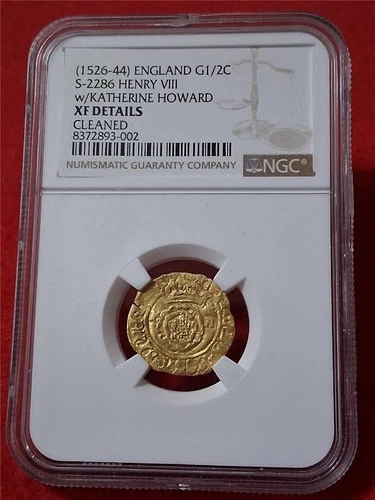 (1526-44) ENGLAND G1/2C
S-2286 HENRY VIII
w/KATHERINE HOWARD
XF DETAILS
CLEANED
8372893-002
NUMISMATIC GUARANTY COMPANY
NGC